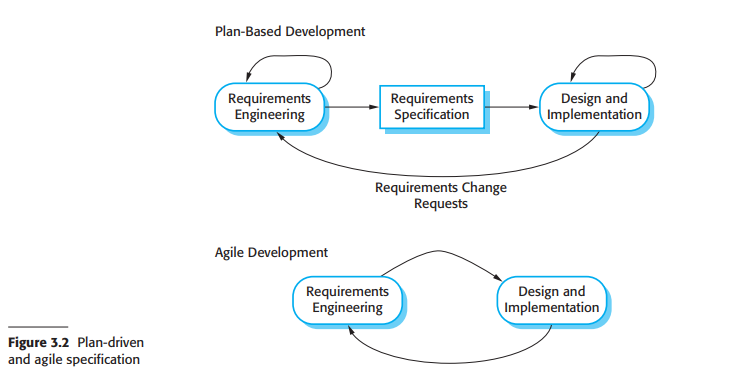 Plan-Based Development
Requirements
Engineering
Requirements
Specification
Design and
Implementation
Requirements Change
Requests
Agile Development
Requirements
Engineering
Design and
Implementation
Figure 3.2 Plan-driven
and agile specification